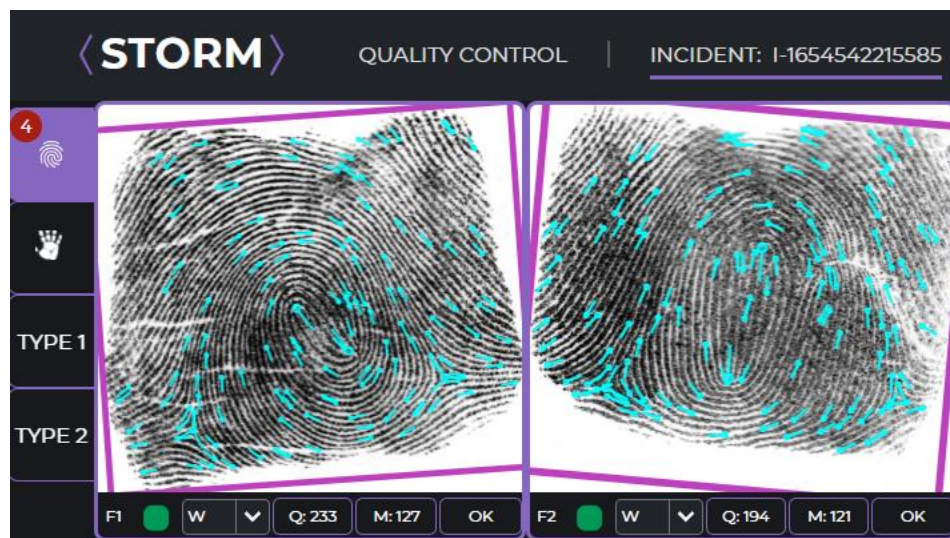 〈STORM〉 QUALITY CONTROL | INCIDENT: I-1654542215585
4
TYPE 1
TYPE 2
F1 W Q: 233 M: 127 OK F2 W Q: 194 M: 121 OK